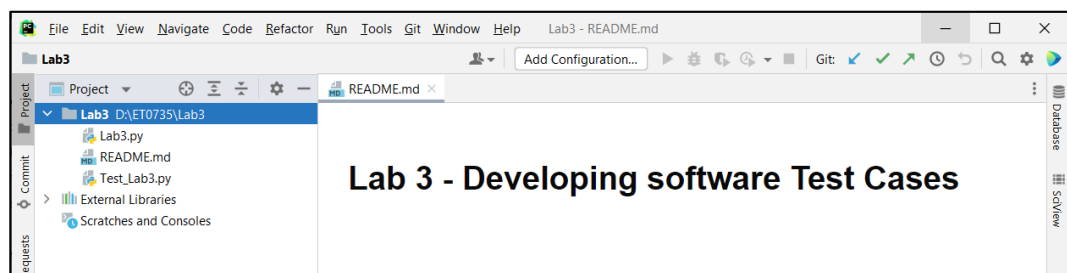 PC File Edit View Navigate Code Refactor Run Tools Git Window Help Lab3 - README.md
Lab3 Add Configuration... Git:
Project Project README.md
Lab3 D:\ET0735\Lab3
Lab3.py
README.md
Test_Lab3.py
External Libraries
Scratches and Consoles
Commit
Lab 3 - Developing software Test Cases
Database
SciView
MD